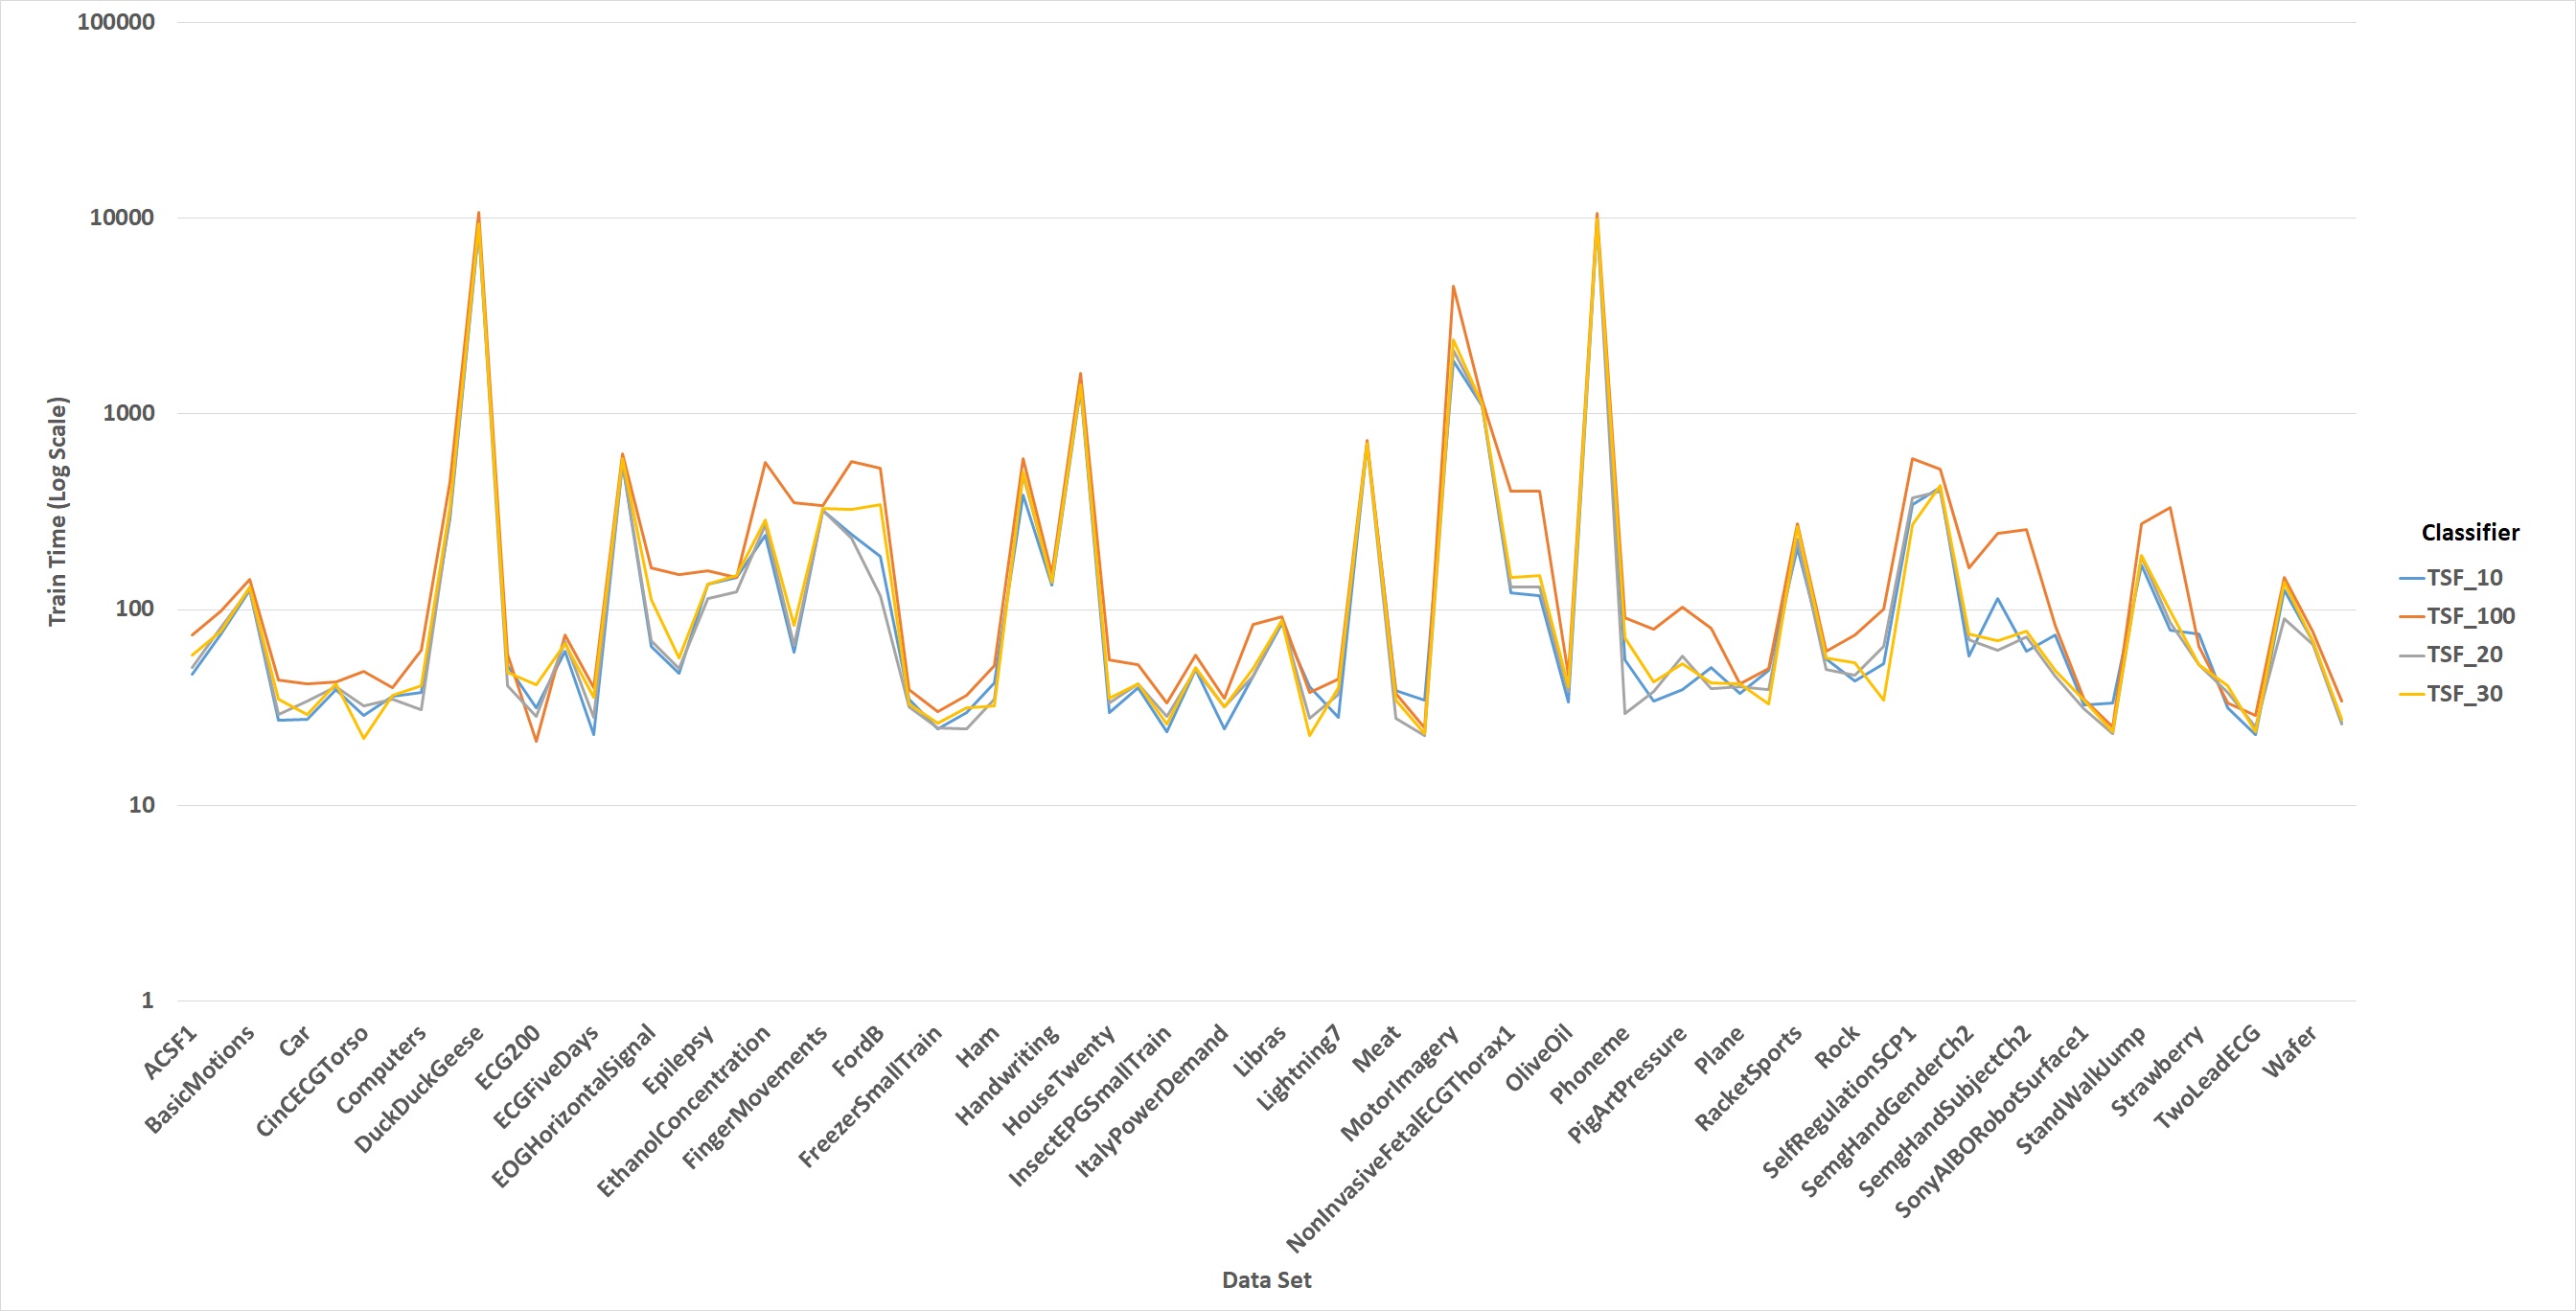 100000
10000
1000
100
10
1
Train Time (Log Scale)
ACSF1
BasicMotions
Car
CinCECGTorso
Computers
DuckDuckGeese
ECG200
ECGFiveDays
EOGHorizontalSignal
Epilepsy
EthanolConcentration
FingerMovements
FordB
FreezerSmallTrain
Ham
Handwriting
HouseTwenty
InsectEPGSmallTrain
ItalyPowerDemand
Libras
Lightning7
Meat
MotorImagery
NonInvasiveFetalECGThorax1
OliveOil
Phoneme
PigArtPressure
Plane
RacketSports
Rock
SelfRegulationSCP1
SemgHandGenderCh2
SemgHandSubjectCh2
SonyAIBORobotSurface1
StandWalkJump
Strawberry
TwoLeadECG
Wafer
Data Set
Classifier
TSF_10
TSF_100
TSF_20
TSF_30